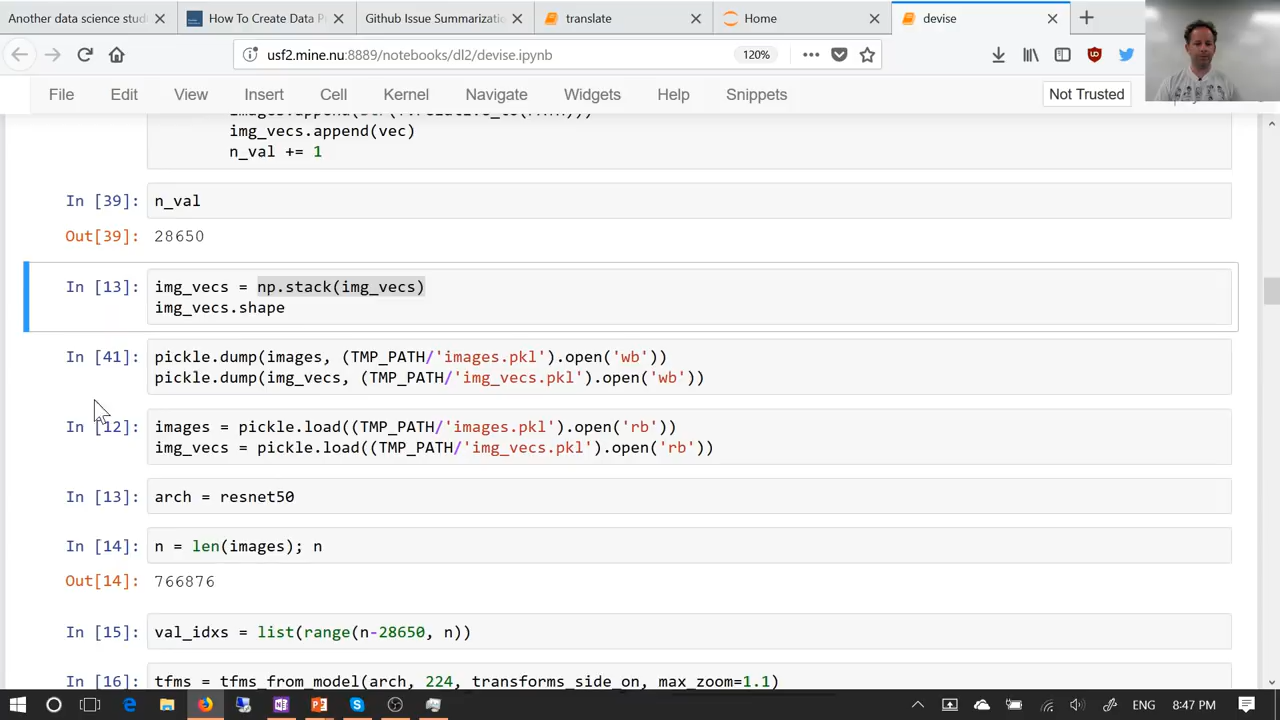 Another data science stud
How To Create Data P
Github Issue Summarizatio
translate
Home
devise
usf2.mine.nu:8889/notebooks/dl2/devise.ipynb
120%
File Edit View Insert Cell Kernel Navigate Widgets Help Snippets
Not Trusted
img_vecs.append(vec)
n_val += 1
In [39]: n_val
Out[39]: 28650
In [13]: img_vecs = np.stack(img_vecs)
img_vecs.shape
In [41]: pickle.dump(images, (TMP_PATH/'images.pkl').open('wb'))
pickle.dump(img_vecs, (TMP_PATH/'img_vecs.pkl').open('wb'))
In [12]: images = pickle.load((TMP_PATH/'images.pkl').open('rb'))
img_vecs = pickle.load((TMP_PATH/'img_vecs.pkl').open('rb'))
In [13]: arch = resnet50
In [14]: n = len(images); n
Out[14]: 766876
In [15]: val_idxs = list(range(n-28650, n))
In [16]: tfms = tfms_from_model(arch, 224, transforms_side_on, max_zoom=1.1)
ENG 8:47 PM